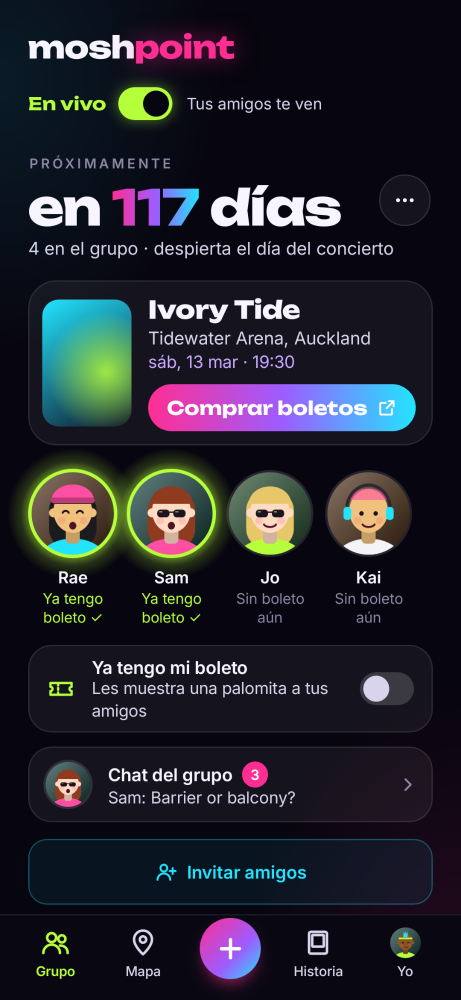 moshpoint
En vivo
Tus amigos te ven
PRÓXIMAMENTE
en 117 días
4 en el grupo · despierta el día del concierto
Ivory Tide
Tidewater Arena, Auckland
sáb, 13 mar · 19:30
Comprar boletos
Rae
Ya tengo
boleto ✓
Sam
Ya tengo
boleto ✓
Jo
Sin boleto
aún
Kai
Sin boleto
aún
Ya tengo mi boleto
Les muestra una palomita a tus
amigos
Chat del grupo 3
Sam: Barrier or balcony?
Invitar amigos
Grupo
Mapa
Historia
Yo